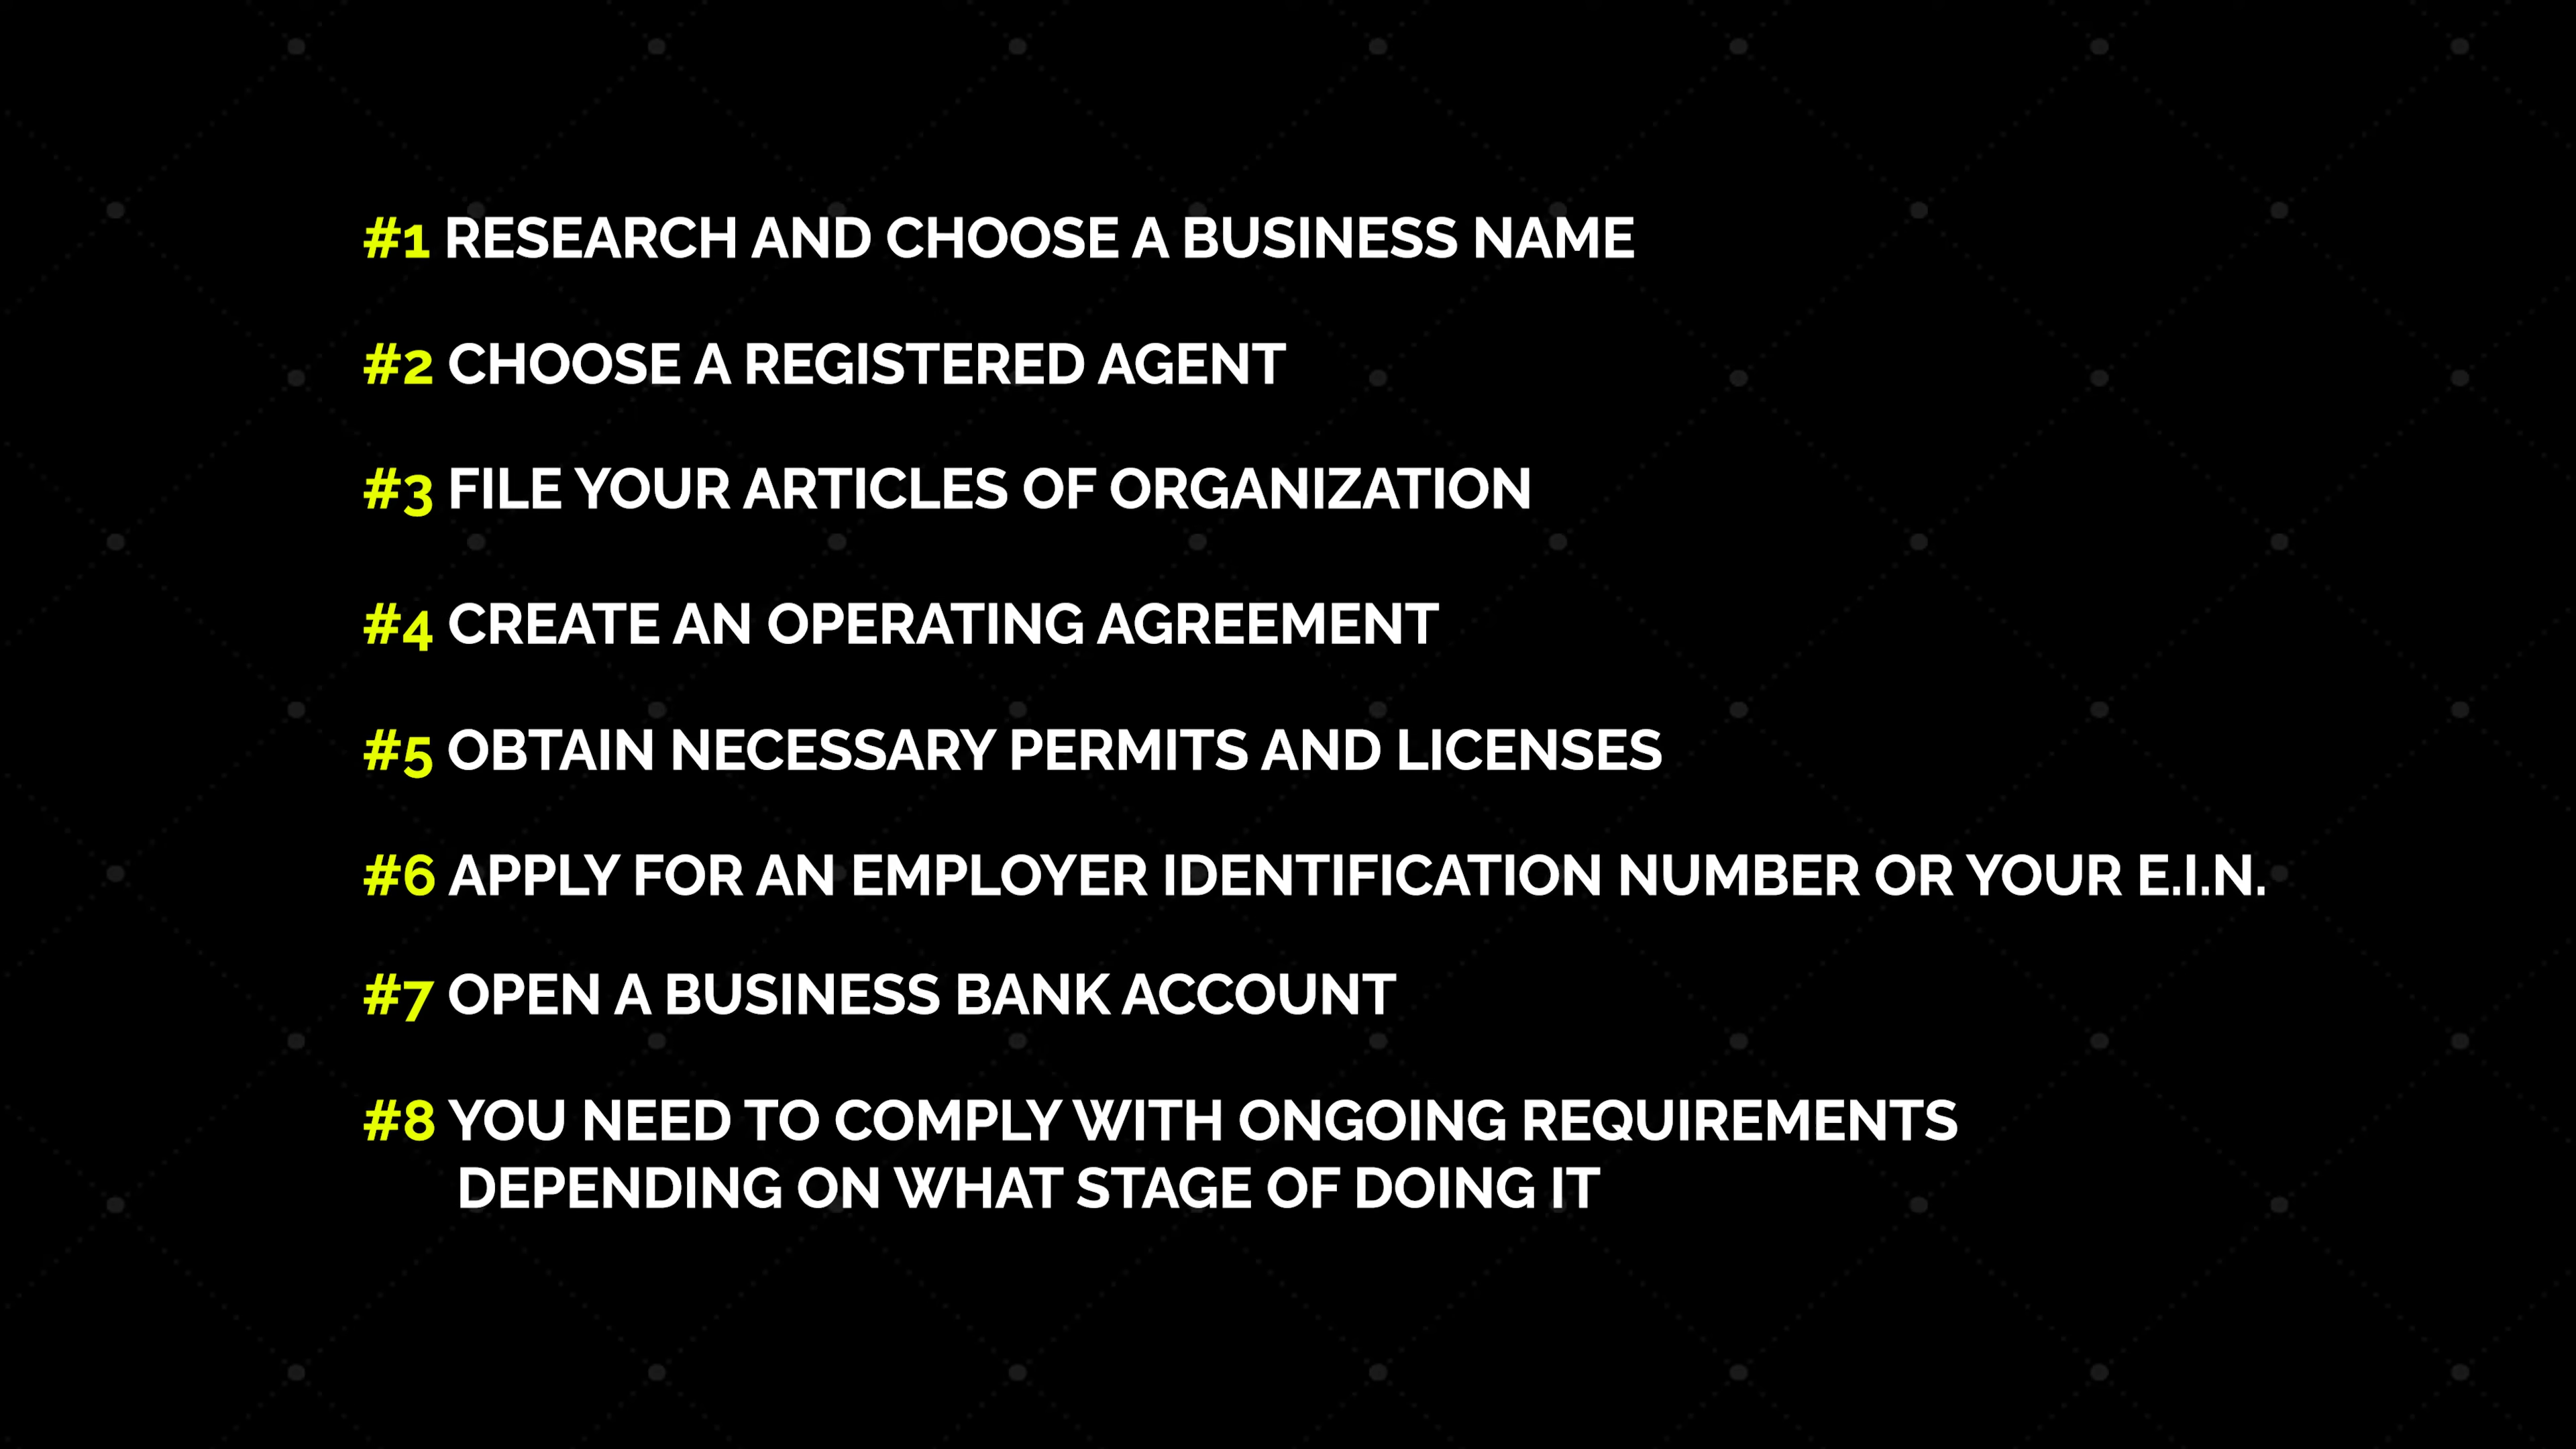 #1 RESEARCH AND CHOOSE A BUSINESS NAME
#2 CHOOSE A REGISTERED AGENT
#3 FILE YOUR ARTICLES OF ORGANIZATION
#4 CREATE AN OPERATING AGREEMENT
#5 OBTAIN NECESSARY PERMITS AND LICENSES
#6 APPLY FOR AN EMPLOYER IDENTIFICATION NUMBER OR YOUR E.I.N.
#7 OPEN A BUSINESS BANK ACCOUNT
#8 YOU NEED TO COMPLY WITH ONGOING REQUIREMENTS
DEPENDING ON WHAT STAGE OF DOING IT